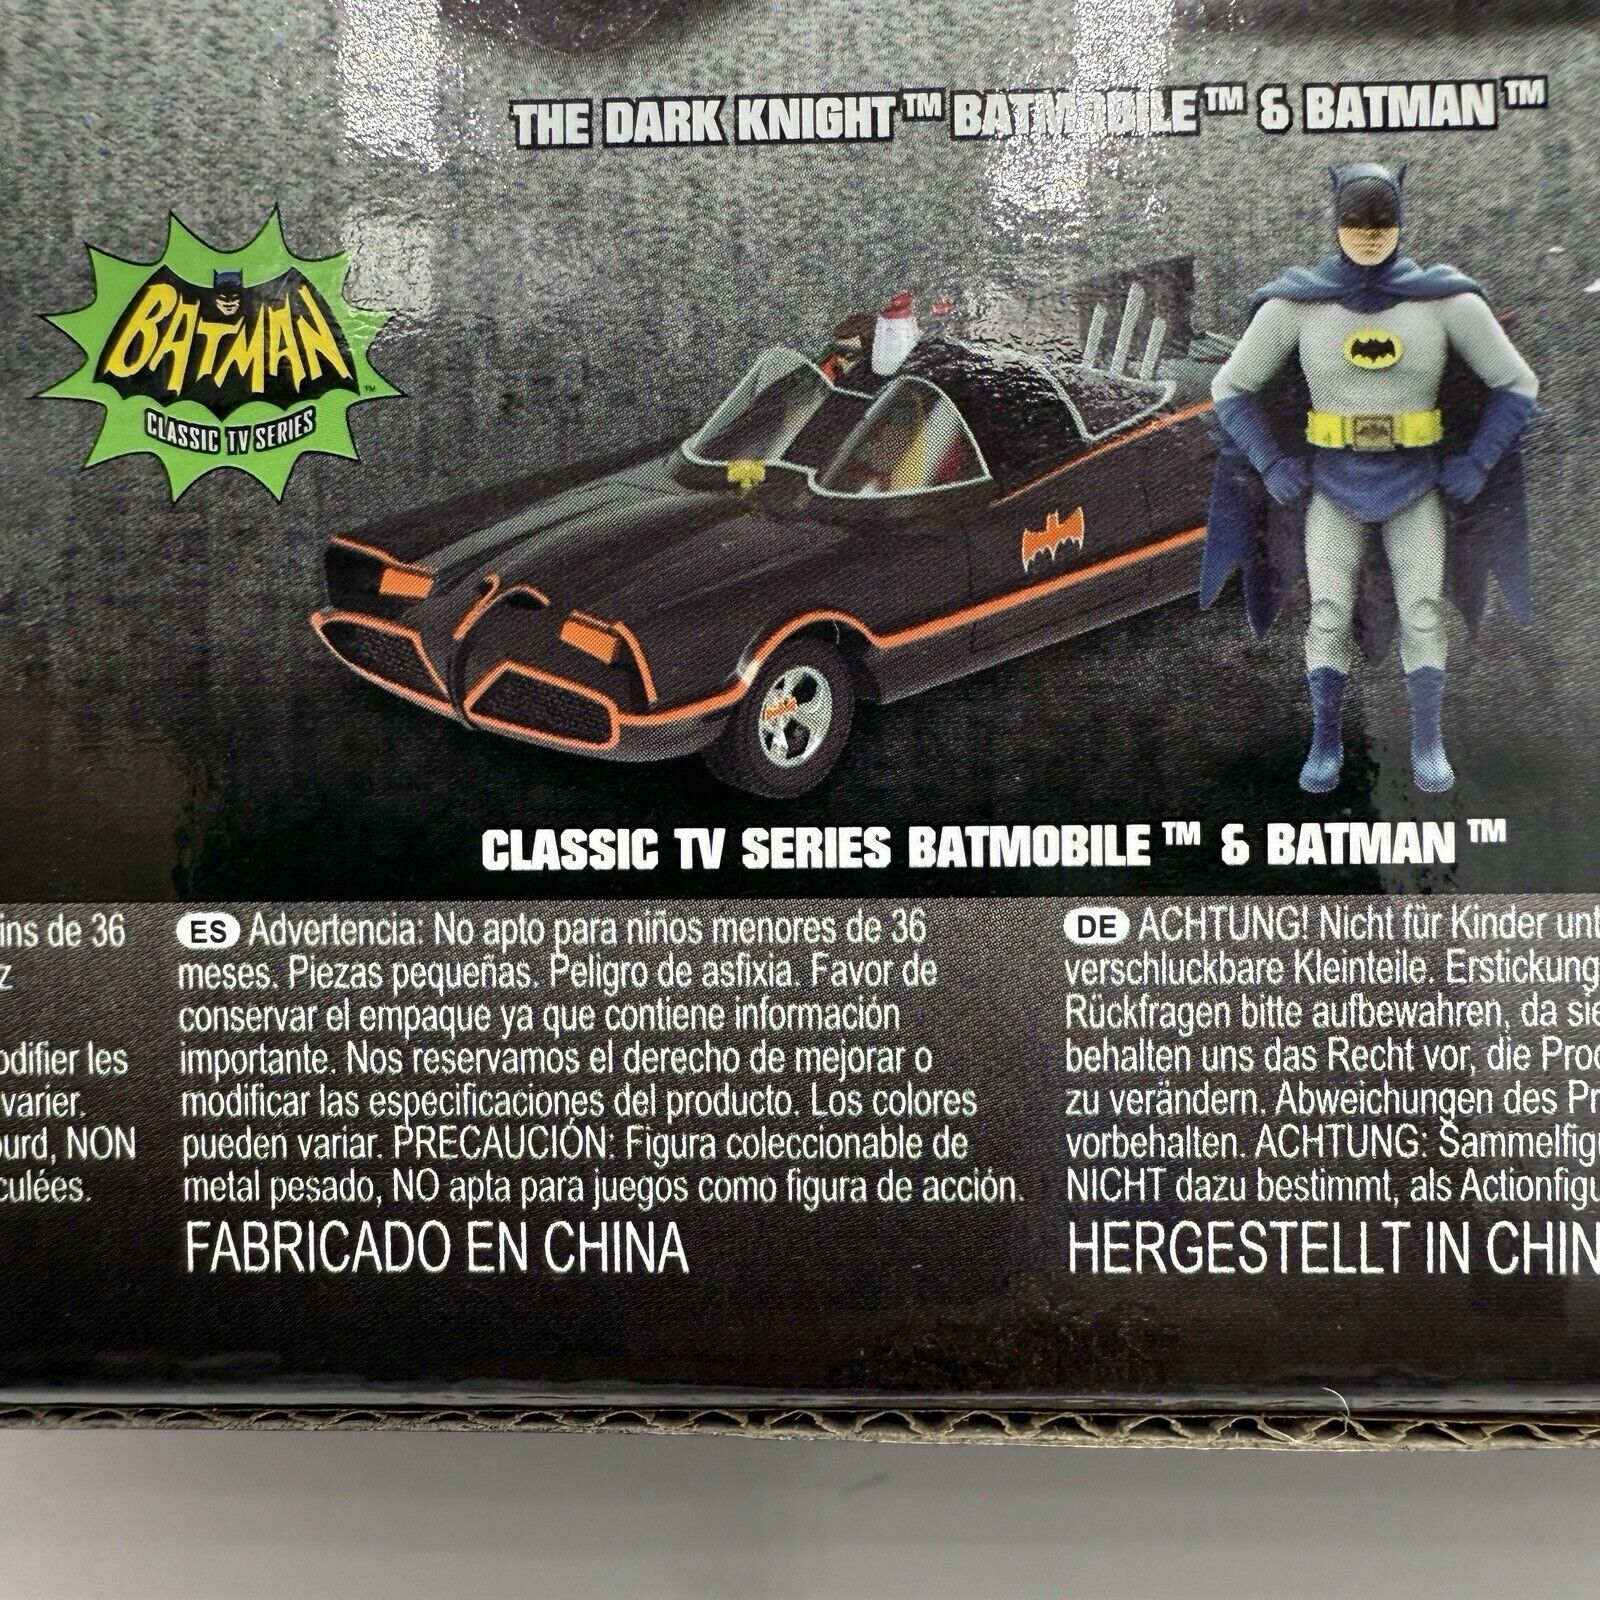 THE DARK KNIGHT™ BATMOBILE™ & BATMAN™
BATMAN™
CLASSIC TV SERIES
CLASSIC TV SERIES BATMOBILE™ & BATMAN™
ins de 36
z
odifier les
varier.
ourd, NON
culées.
ES Advertencia: No apto para niños menores de 36
meses. Piezas pequeñas. Peligro de asfixia. Favor de
conservar el empaque ya que contiene información
importante. Nos reservamos el derecho de mejorar o
modificar las especificaciones del producto. Los colores
pueden variar. PRECAUCIÓN: Figura coleccionable de
metal pesado, NO apta para juegos como figura de acción.
FABRICADO EN CHINA
DE ACHTUNG! Nicht für Kinder unt
verschluckbare Kleinteile. Erstickung
Rückfragen bitte aufbewahren, da sie
behalten uns das Recht vor, die Proc
zu verändern. Abweichungen des Pr
vorbehalten. ACHTUNG: Sammelfigu
NICHT dazu bestimmt, als Actionfigu
HERGESTELLT IN CHIN